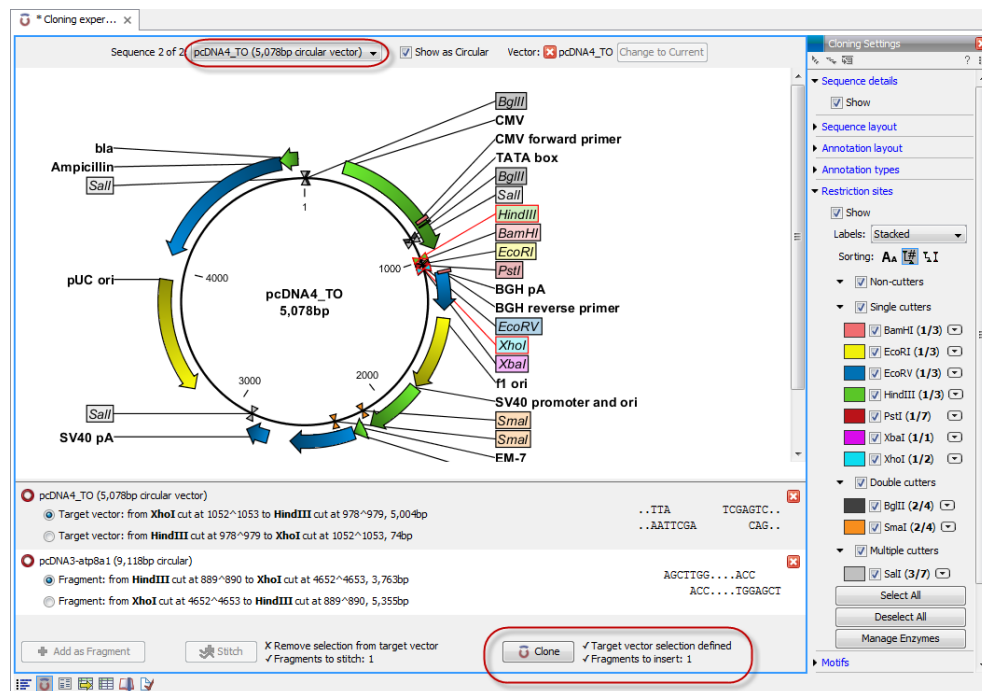 * Cloning exper...
Sequence 2 of 2 pcDNA4_TO (5,078bp circular vector) Show as Circular Vector: pcDNA4_TO Change to Current
BglII
CMV
CMV forward primer
TATA box
BglII
SalI
HindIII
BamHI
EcoRI
PstI
BGH pA
BGH reverse primer
EcoRV
XhoI
XbaI
f1 ori
SV40 promoter and ori
SmaI
SmaI
EM-7
bla
Ampicillin
SalI
pUC ori
SalI
SV40 pA
1
1000
2000
3000
4000
pcDNA4_TO
5,078bp
pcDNA4_TO (5,078bp circular vector)
Target vector: from XhoI cut at 1052^1053 to HindIII cut at 978^979, 5,004bp
Target vector: from HindIII cut at 978^979 to XhoI cut at 1052^1053, 74bp
..TTA TCGAGTC..
..AATTCGA CAG..
pcDNA3-atp8a1 (9,118bp circular)
Fragment: from HindIII cut at 889^890 to XhoI cut at 4652^4653, 3,763bp
Fragment: from XhoI cut at 4652^4653 to HindIII cut at 889^890, 5,355bp
AGCTTGG....ACC
ACC....TGGAGCT
Add as Fragment
Stitch
X Remove selection from target vector
✓ Fragments to stitch: 1
Clone
✓ Target vector selection defined
✓ Fragments to insert: 1
Cloning Settings
?
Sequence details
Show
Sequence layout
Annotation layout
Annotation types
Restriction sites
Show
Labels: Stacked
Sorting:
Non-cutters
Single cutters
BamHI (1/3)
EcoRI (1/3)
EcoRV (1/3)
HindIII (1/3)
PstI (1/7)
XbaI (1/1)
XhoI (1/2)
Double cutters
BglII (2/4)
SmaI (2/4)
Multiple cutters
SalI (3/7)
Select All
Deselect All
Manage Enzymes
Motifs